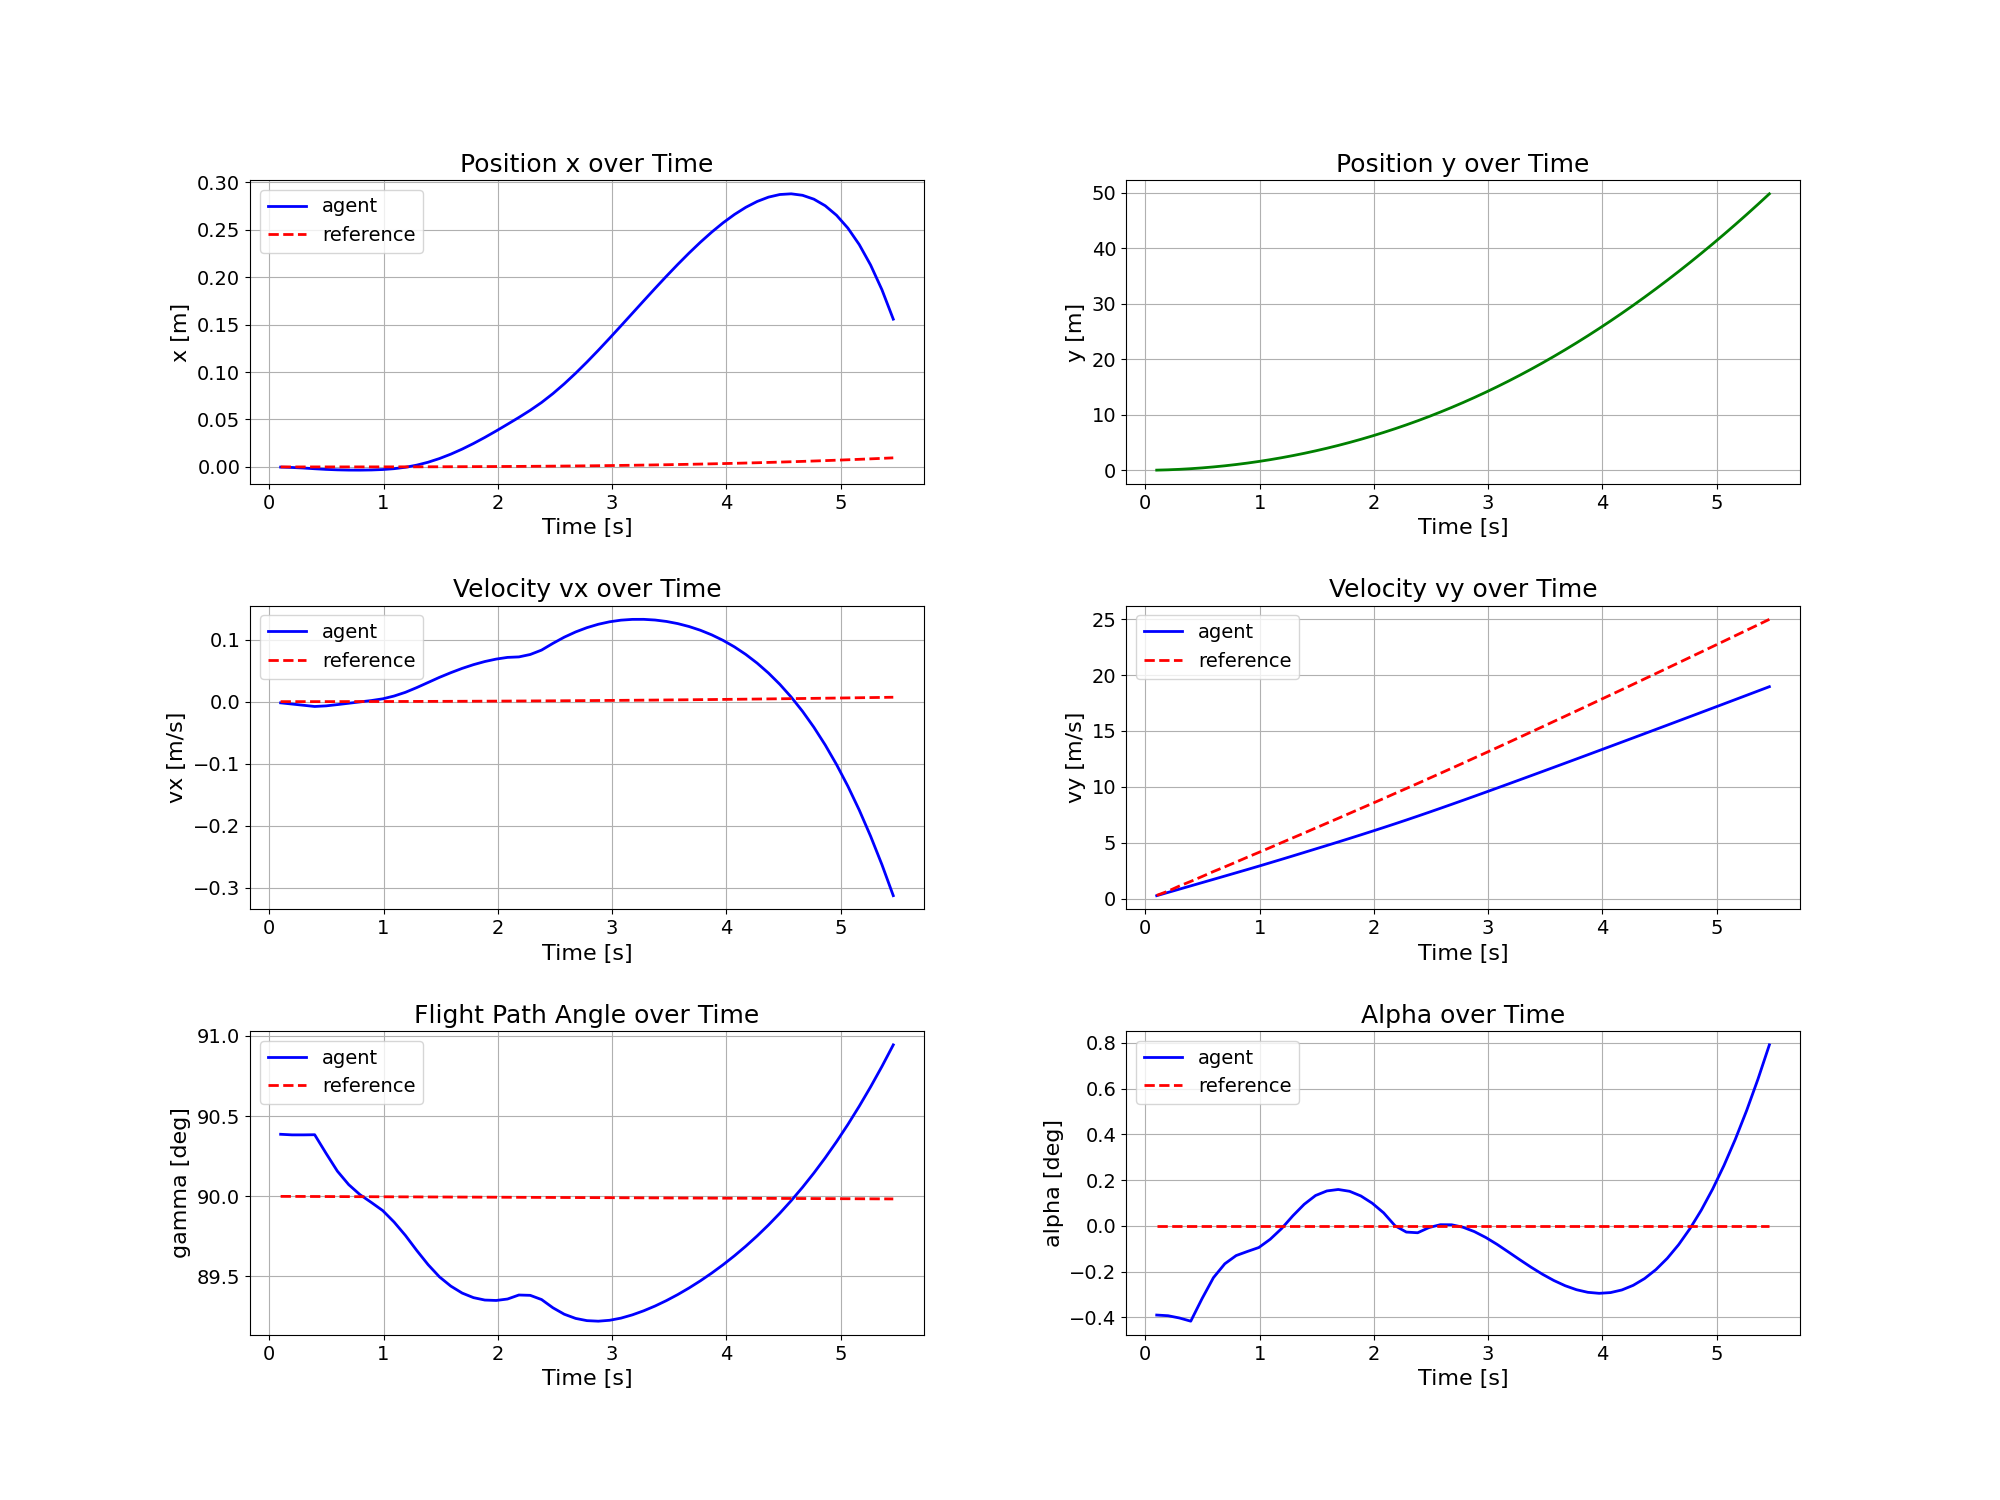 Position x over Time
0.30
0.25
0.20
0.15
0.10
0.05
0.00
x [m]
agent
reference
0 1 2 3 4 5
Time [s]
Position y over Time
50
40
30
20
10
0
y [m]
0 1 2 3 4 5
Time [s]
Velocity vx over Time
0.1
0.0
−0.1
−0.2
−0.3
vx [m/s]
agent
reference
0 1 2 3 4 5
Time [s]
Velocity vy over Time
25
20
15
10
5
0
vy [m/s]
agent
reference
0 1 2 3 4 5
Time [s]
Flight Path Angle over Time
91.0
90.5
90.0
89.5
gamma [deg]
agent
reference
0 1 2 3 4 5
Time [s]
Alpha over Time
0.8
0.6
0.4
0.2
0.0
−0.2
−0.4
alpha [deg]
agent
reference
0 1 2 3 4 5
Time [s]